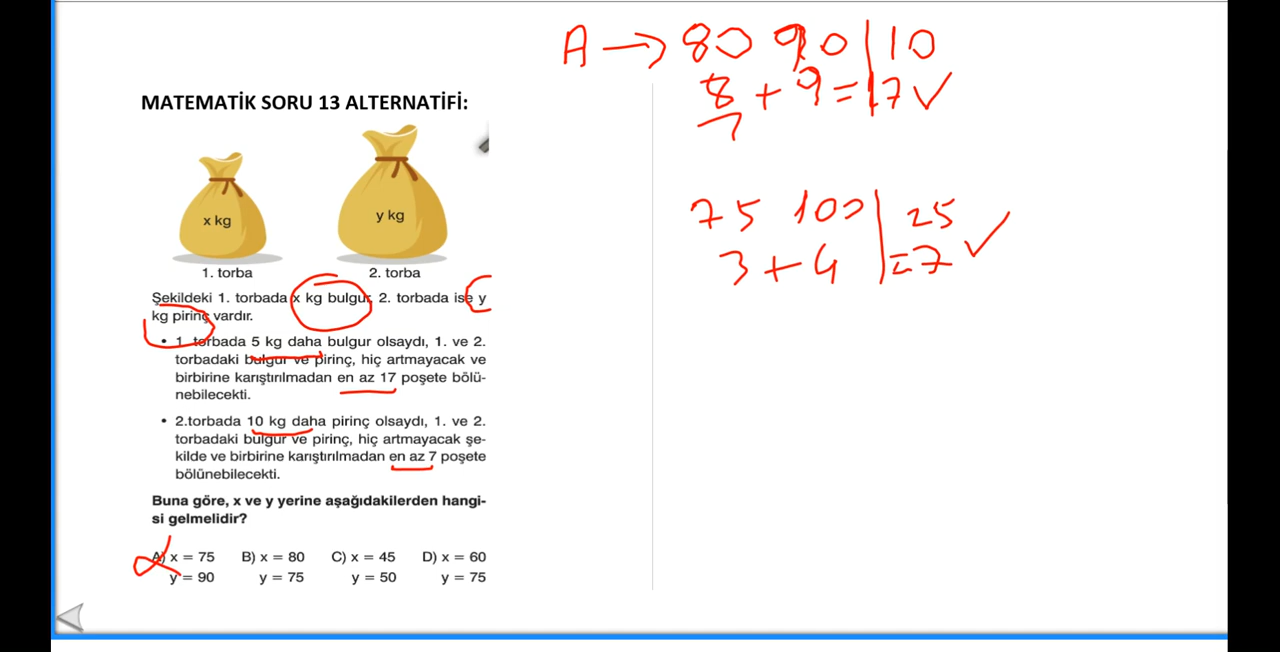 MATEMATİK SORU 13 ALTERNATİFİ:
x kg
y kg
1. torba
2. torba
Şekildeki 1. torbada x kg bulgur, 2. torbada ise y
kg pirinç vardır.
• 1. torbada 5 kg daha bulgur olsaydı, 1. ve 2.
torbadaki bulgur ve pirinç, hiç artmayacak ve
birbirine karıştırılmadan en az 17 poşete bölü-
nebilecekti.
• 2.torbada 10 kg daha pirinç olsaydı, 1. ve 2.
torbadaki bulgur ve pirinç, hiç artmayacak şe-
kilde ve birbirine karıştırılmadan en az 7 poşete
bölünebilecekti.
Buna göre, x ve y yerine aşağıdakilerden hangi-
si gelmelidir?
A) x = 75 B) x = 80 C) x = 45 D) x = 60
y = 90 y = 75 y = 50 y = 75
A → 80 90 | 10
8 + 9 = 17 ✓
75 100 | 25
3 + 4 | = 7 ✓